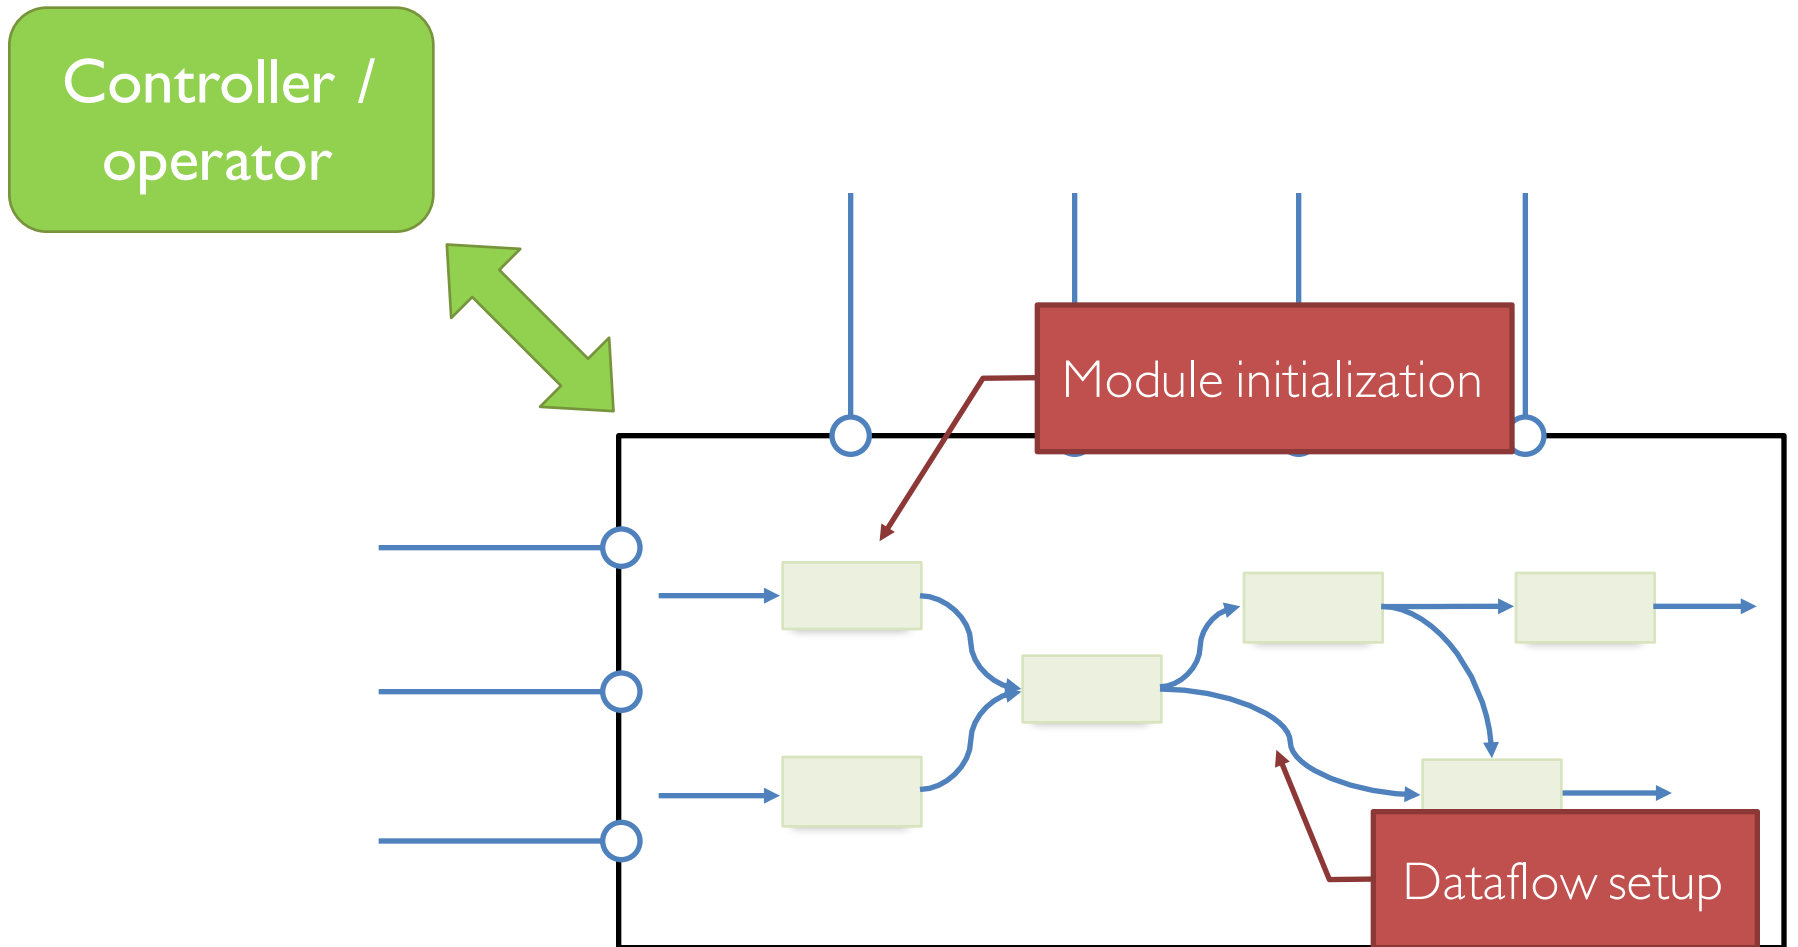 Controller /
operator
Module initialization
Dataflow setup